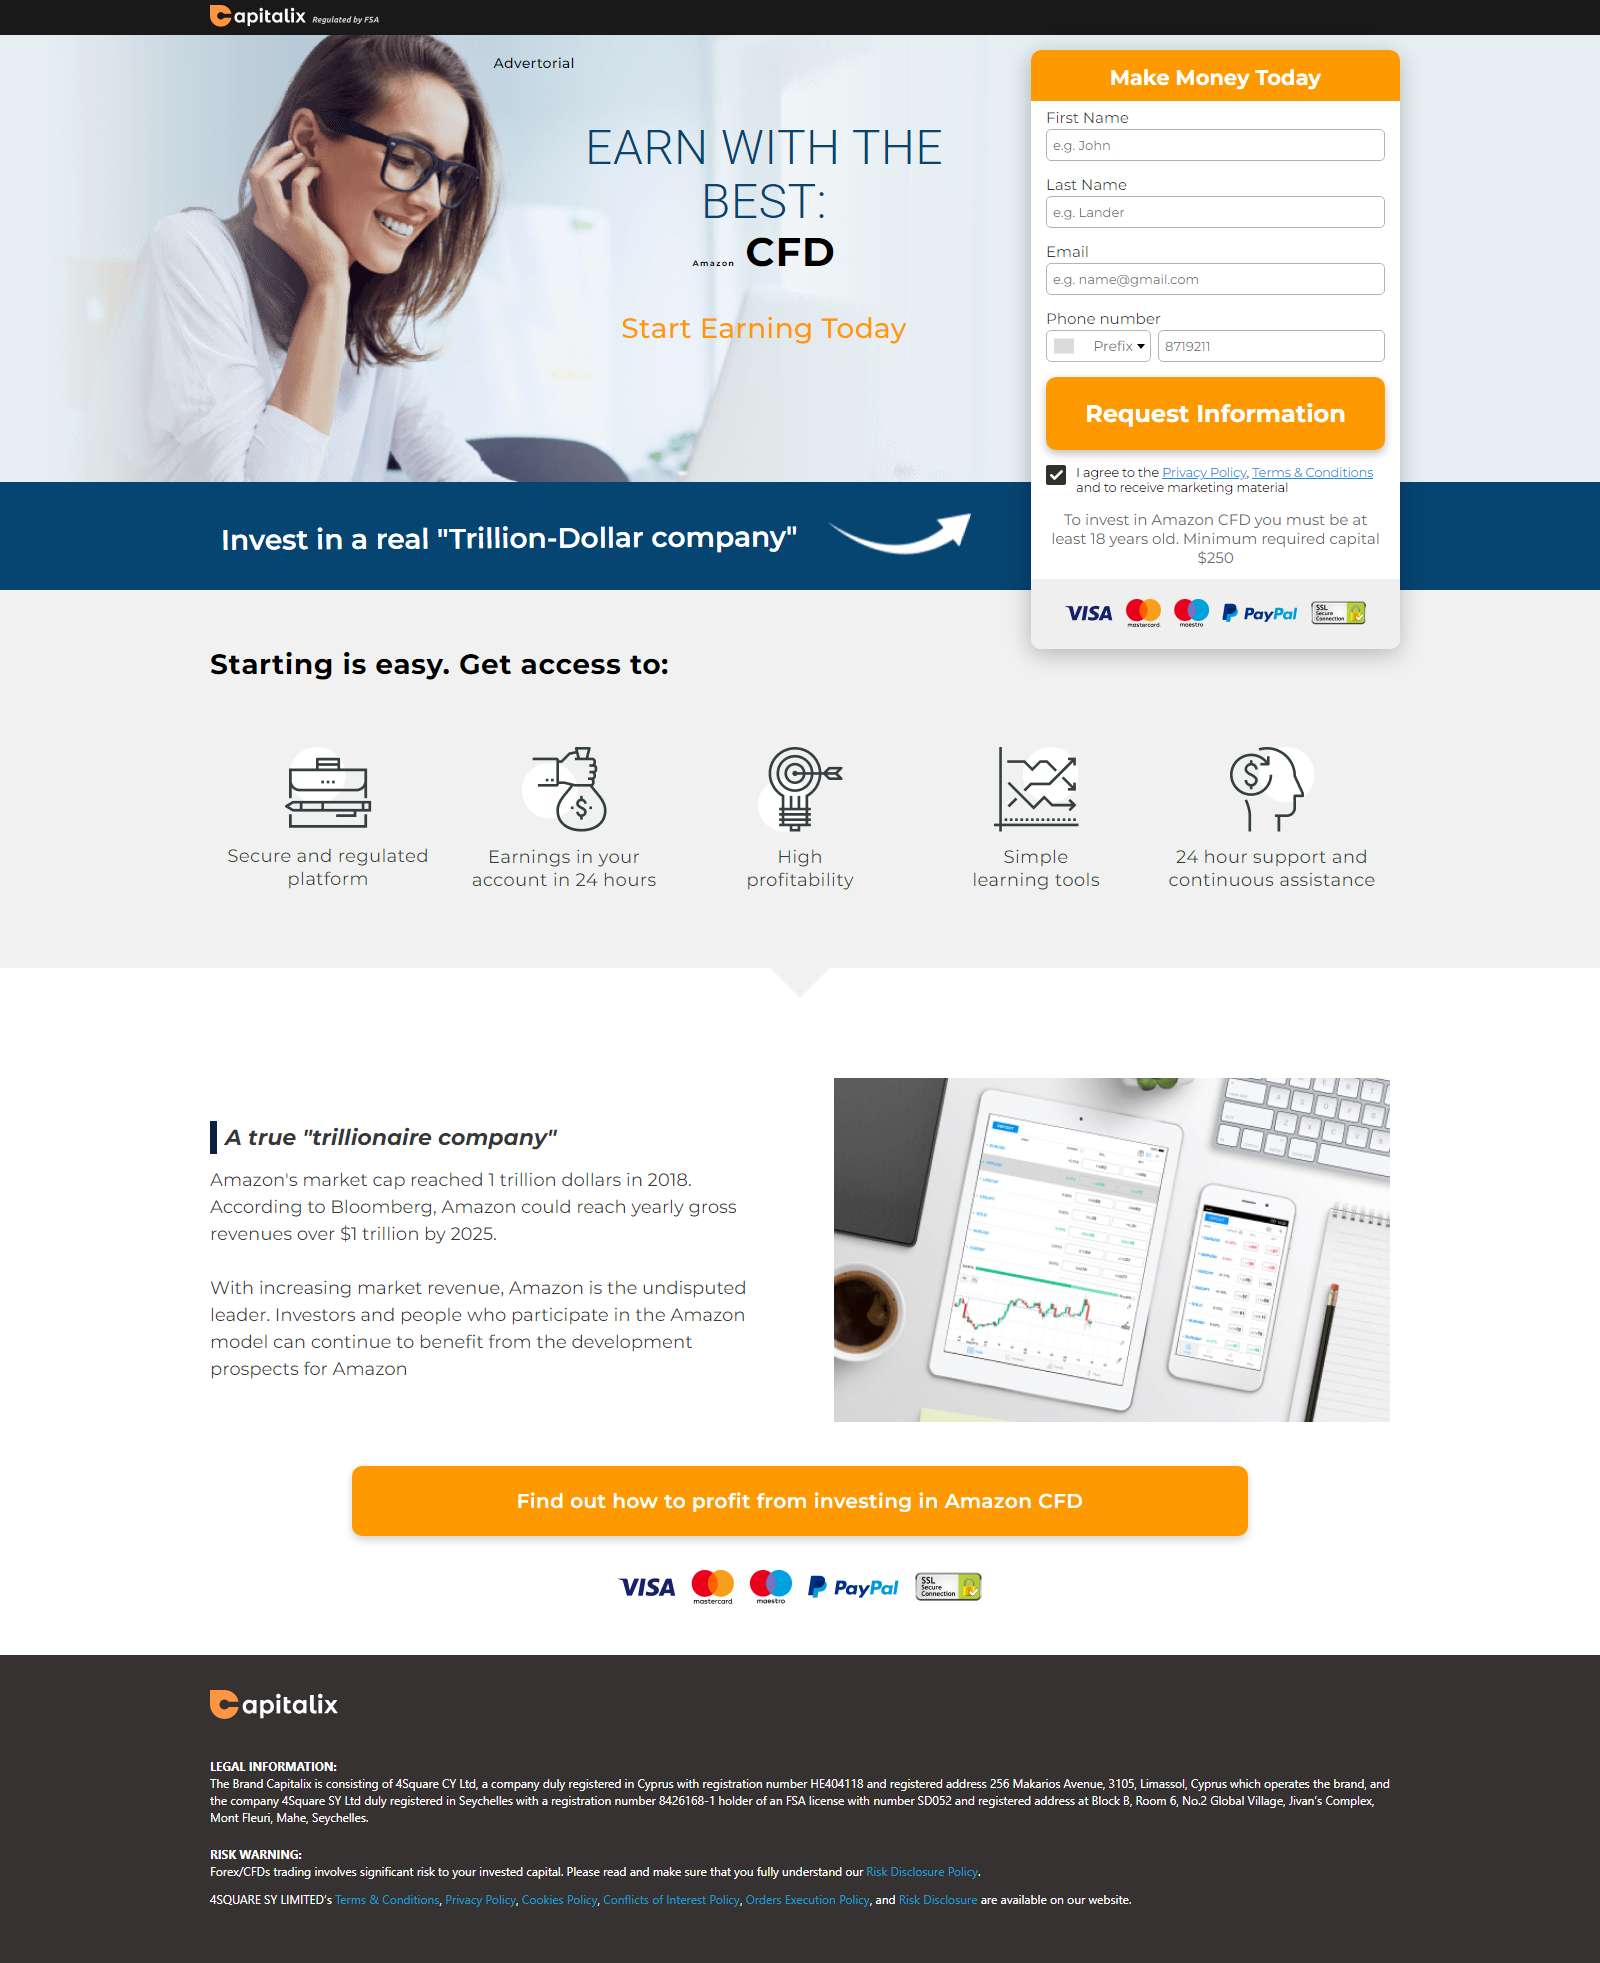 Capitalix Regulated by FSA
Advertorial
EARN WITH THE
BEST:
Amazon CFD
Start Earning Today
Make Money Today
First Name
e.g. John
Last Name
e.g. Lander
Email
e.g. name@gmail.com
Phone number
Prefix 8719211
Request Information
I agree to the Privacy Policy, Terms & Conditions
and to receive marketing material
To invest in Amazon CFD you must be at
least 18 years old. Minimum required capital
$250
VISA mastercard maestro PayPal SSL Secure Connection
Invest in a real "Trillion-Dollar company"
Starting is easy. Get access to:
Secure and regulated
platform
Earnings in your
account in 24 hours
High
profitability
Simple
learning tools
24 hour support and
continuous assistance
A true "trillionaire company"
Amazon's market cap reached 1 trillion dollars in 2018.
According to Bloomberg, Amazon could reach yearly gross
revenues over $1 trillion by 2025.
With increasing market revenue, Amazon is the undisputed
leader. Investors and people who participate in the Amazon
model can continue to benefit from the development
prospects for Amazon
Find out how to profit from investing in Amazon CFD
VISA mastercard maestro PayPal SSL Secure Connection
Capitalix
LEGAL INFORMATION:
The Brand Capitalix is consisting of 4Square CY Ltd, a company duly registered in Cyprus with registration number HE404118 and registered address 256 Makarios Avenue, 3105, Limassol, Cyprus which operates the brand, and
the company 4Square SY Ltd duly registered in Seychelles with a registration number 8426168-1 holder of an FSA license with number SD052 and registered address at Block B, Room 6, No.2 Global Village, Jivan's Complex,
Mont Fleuri, Mahe, Seychelles.
RISK WARNING:
Forex/CFDs trading involves significant risk to your invested capital. Please read and make sure that you fully understand our Risk Disclosure Policy.
4SQUARE SY LIMITED's Terms & Conditions, Privacy Policy, Cookies Policy, Conflicts of Interest Policy, Orders Execution Policy, and Risk Disclosure are available on our website.